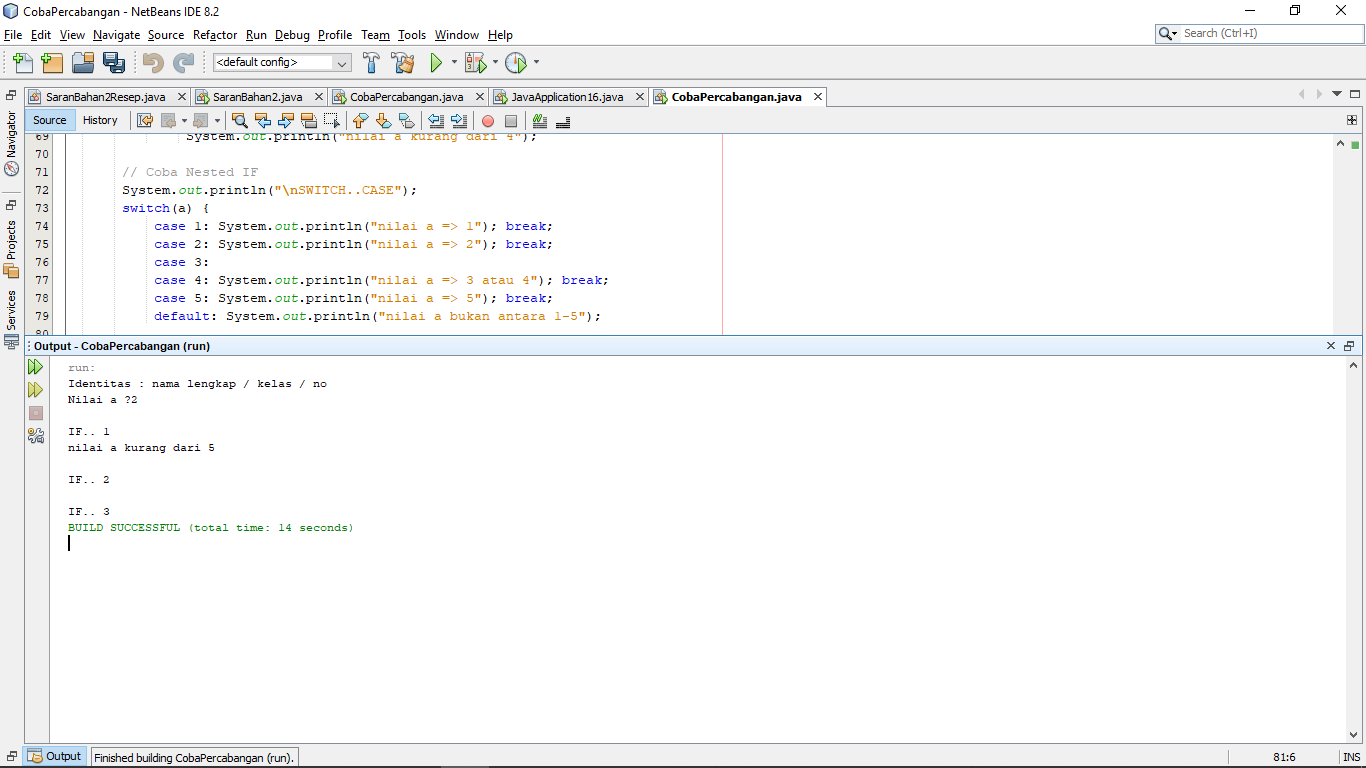 CobaPercabangan - NetBeans IDE 8.2
File Edit View Navigate Source Refactor Run Debug Profile Team Tools Window Help
Search (Ctrl+I)
<default config>
SaranBahan2Resep.java SaranBahan2.java CobaPercabangan.java JavaApplication16.java CobaPercabangan.java
Source History
Navigator
Projects
Services
69 System.out.println("nilai a kurang dari 4");
70
71 // Coba Nested IF
72 System.out.println("\nSWITCH..CASE");
73 switch(a) {
74 case 1: System.out.println("nilai a => 1"); break;
75 case 2: System.out.println("nilai a => 2"); break;
76 case 3:
77 case 4: System.out.println("nilai a => 3 atau 4"); break;
78 case 5: System.out.println("nilai a => 5"); break;
79 default: System.out.println("nilai a bukan antara 1-5");
80
Output - CobaPercabangan (run)
run:
Identitas : nama lengkap / kelas / no
Nilai a ?2
IF.. 1
nilai a kurang dari 5
IF.. 2
IF.. 3
BUILD SUCCESSFUL (total time: 14 seconds)
Output Finished building CobaPercabangan (run). 81:6 INS